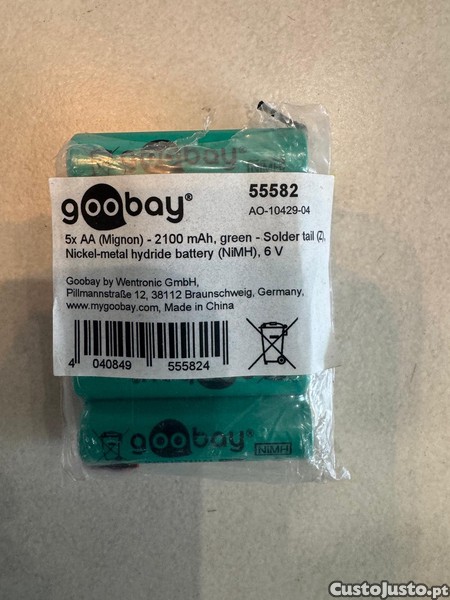 goobay
NiMH
goobay®
55582
AO-10429-04
5x AA (Mignon) - 2100 mAh, green - Solder tail (Z),
Nickel-metal hydride battery (NiMH), 6 V
Goobay by Wentronic GmbH,
Pillmannstraße 12, 38112 Braunschweig, Germany,
www.mygoobay.com, Made in China
4 040849 555824
goobay®
NiMH
CustoJusto.pt